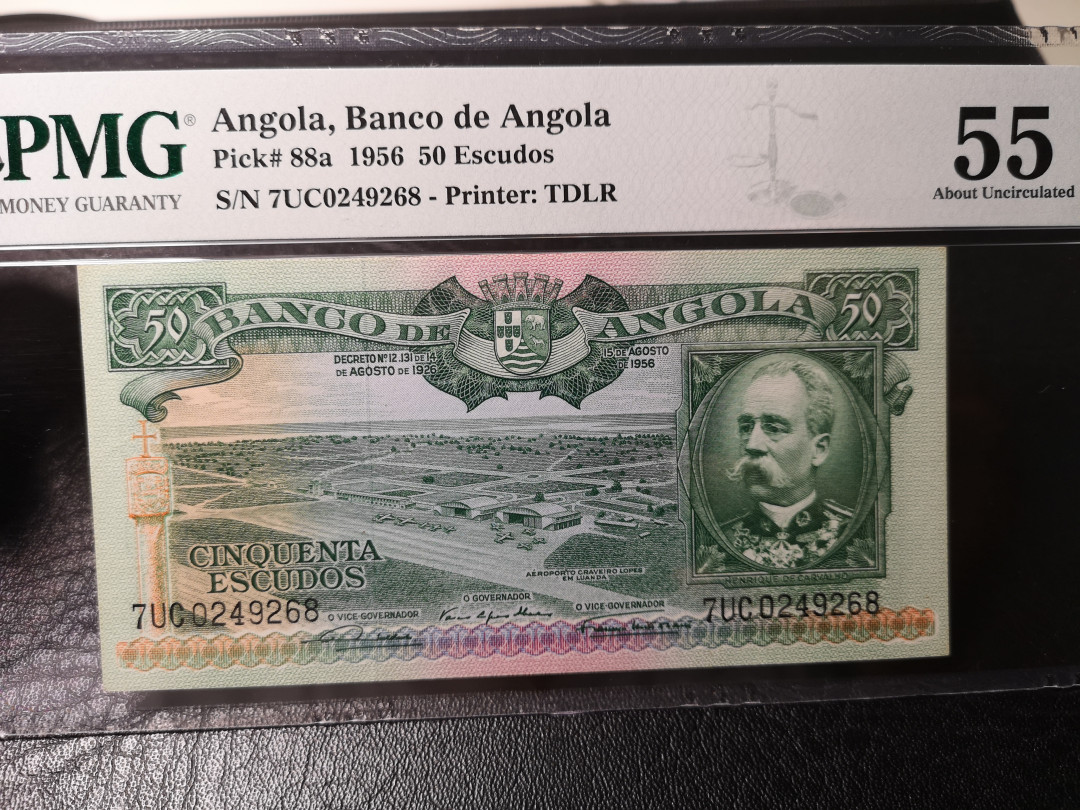 PMG®
MONEY GUARANTY
Angola, Banco de Angola
Pick# 88a 1956 50 Escudos
S/N 7UC0249268 - Printer: TDLR
55
About Uncirculated
50 BANCO DE ANGOLA 50
DECRETO Nº 12.131 DE 14
DE AGÔSTO DE 1926
15 DE AGOSTO
DE 1956
CINQUENTA
ESCUDOS
AEROPORTO CRAVEIRO LOPES
EM LUANDA
HENRIQUE DE CARVALHO
7UC0249268
O VICE-GOVERNADOR
O GOVERNADOR
O VICE-GOVERNADOR
7UC0249268